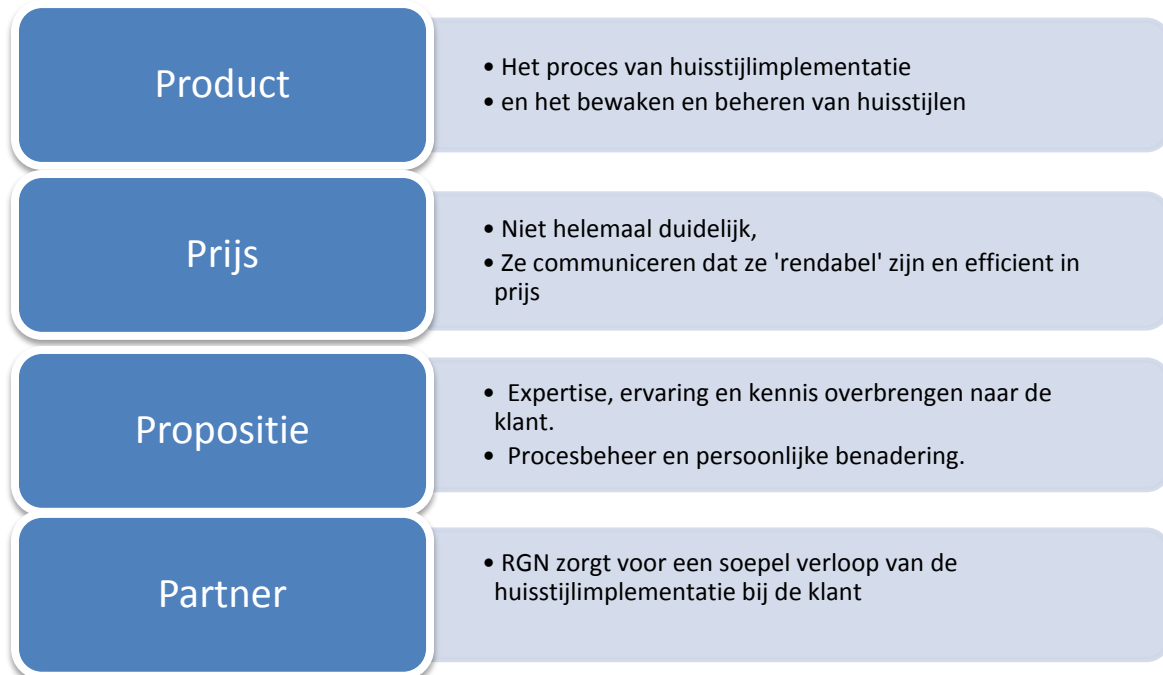 Product
• Het proces van huisstijlimplementatie
• en het bewaken en beheren van huisstijlen
Prijs
• Niet helemaal duidelijk,
• Ze communiceren dat ze 'rendabel' zijn en efficient in
prijs
Propositie
• Expertise, ervaring en kennis overbrengen naar de
klant.
• Procesbeheer en persoonlijke benadering.
Partner
• RGN zorgt voor een soepel verloop van de
huisstijlimplementatie bij de klant